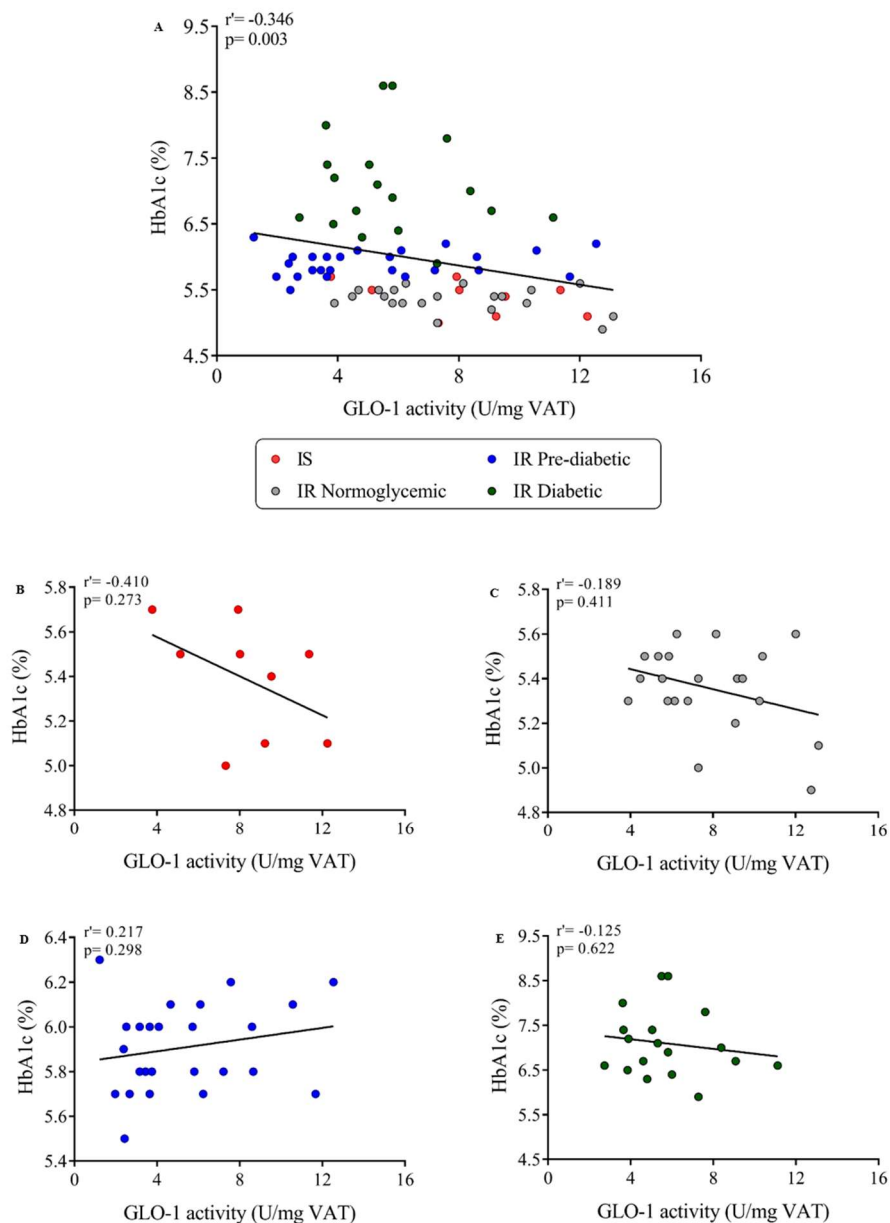 A
r'= -0.346
p= 0.003
9.5
8.5
7.5
6.5
5.5
4.5
HbA1c (%)
4 8 12 16
0
GLO-1 activity (U/mg VAT)
IS IR Pre-diabetic
IR Normoglycemic IR Diabetic
B
r'= -0.410
p= 0.273
5.8
5.6
5.4
5.2
5.0
4.8
HbA1c (%)
0 4 8 12 16
GLO-1 activity (U/mg VAT)
C
r'= -0.189
p= 0.411
5.8
5.6
5.4
5.2
5.0
4.8
HbA1c (%)
0 4 8 12 16
GLO-1 activity (U/mg VAT)
D
r'= 0.217
p= 0.298
6.4
6.2
6.0
5.8
5.6
5.4
HbA1c (%)
0 4 8 12 16
GLO-1 activity (U/mg VAT)
E
r'= -0.125
p= 0.622
9.5
8.5
7.5
6.5
5.5
4.5
HbA1c (%)
0 4 8 12 16
GLO-1 activity (U/mg VAT)